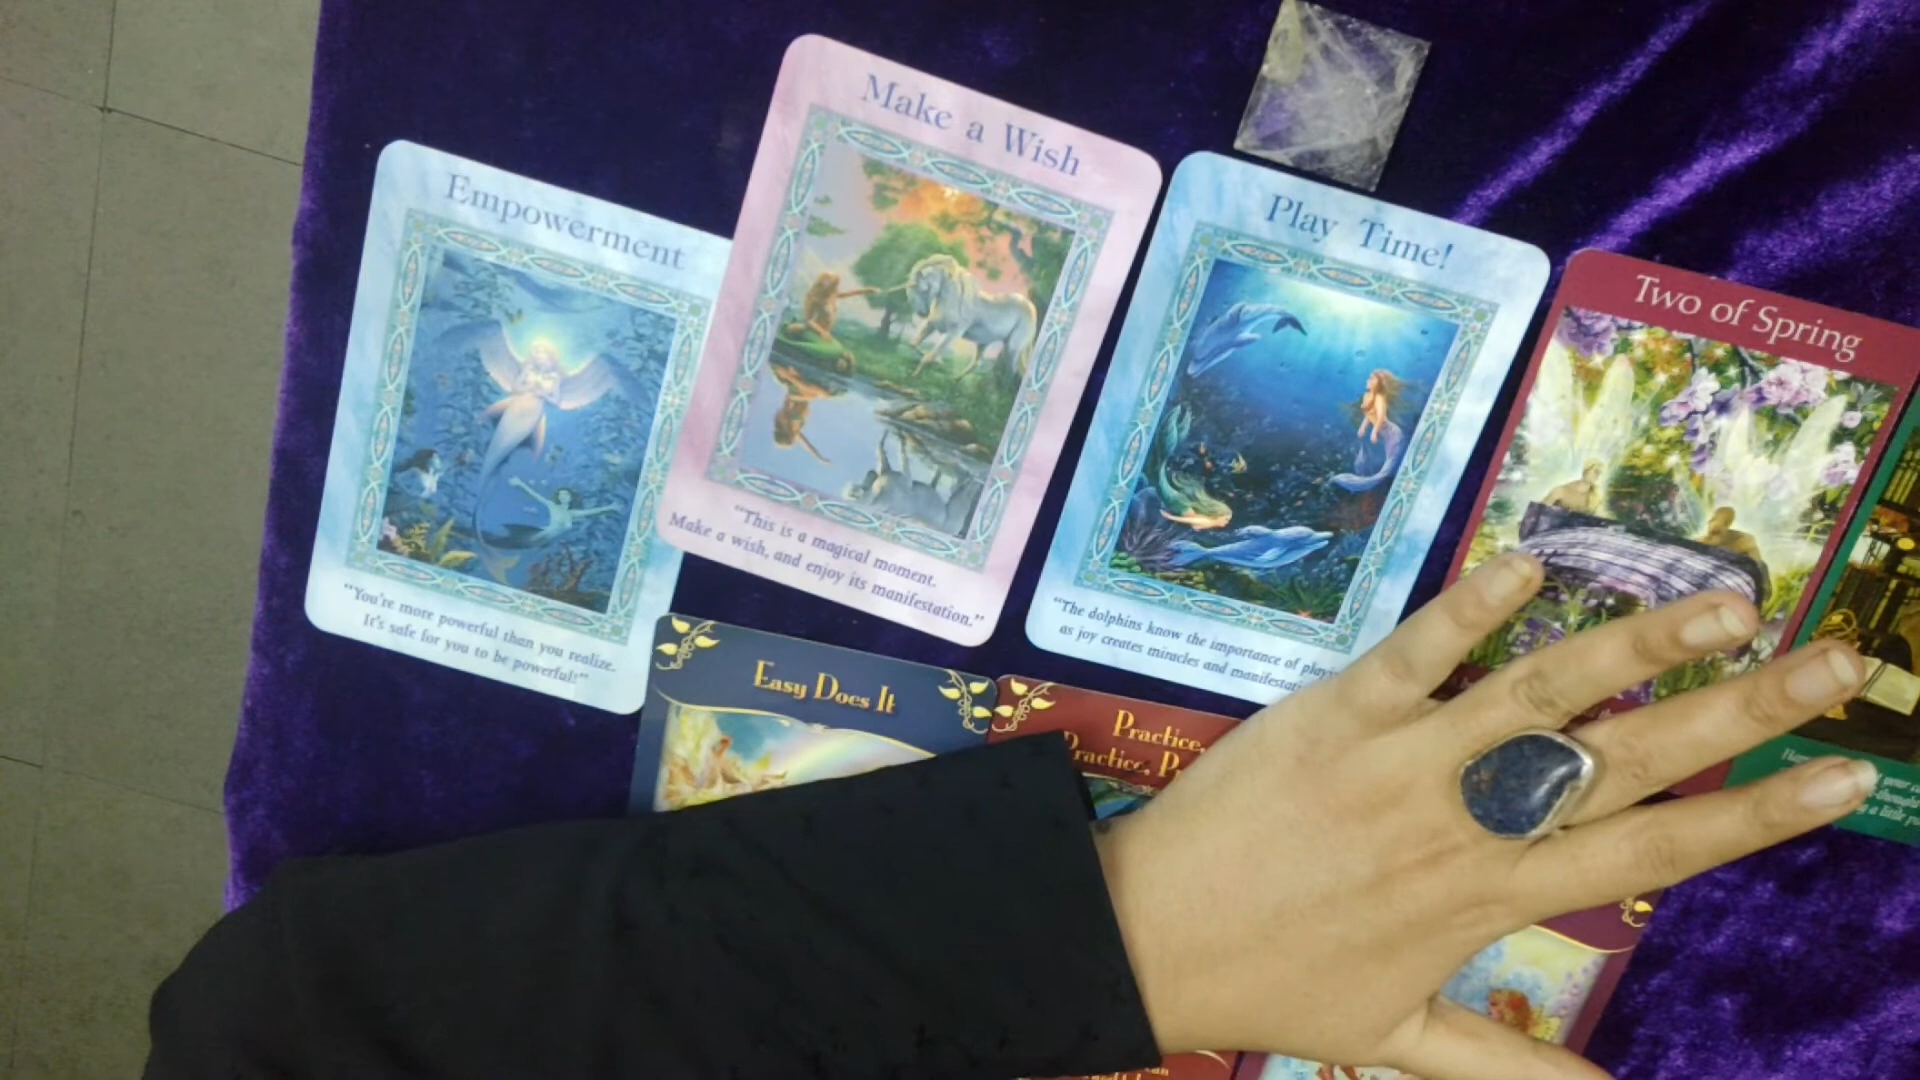 Empowerment
"You're more powerful than you realize.
It's safe for you to be powerful!"
Make a Wish
"This is a magical moment.
Make a wish, and enjoy its manifestation."
Play Time!
"The dolphins know the importance of
as joy creates miracles and
Two of Spring
Easy Does It
Practice,
Practice,
your
a little